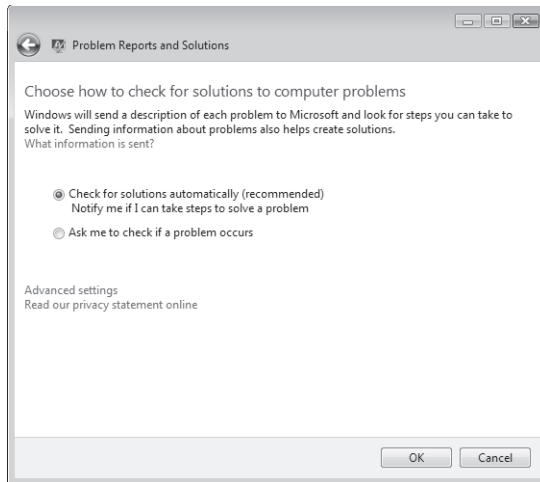 Problem Reports and Solutions
Choose how to check for solutions to computer problems
Windows will send a description of each problem to Microsoft and look for steps you can take to
solve it. Sending information about problems also helps create solutions.
What information is sent?
Check for solutions automatically (recommended)
Notify me if I can take steps to solve a problem
Ask me to check if a problem occurs
Advanced settings
Read our privacy statement online
OK
Cancel